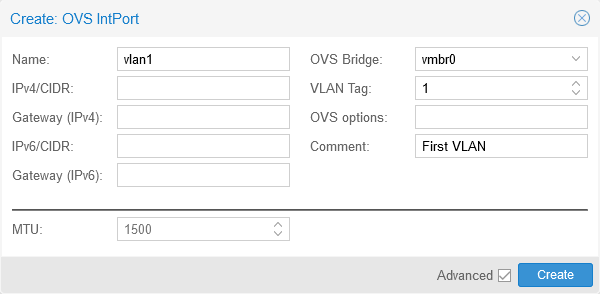 Create: OVS IntPort
Name: vlan1
OVS Bridge: vmbr0
IPv4/CIDR:
VLAN Tag: 1
Gateway (IPv4):
OVS options:
IPv6/CIDR:
Comment: First VLAN
Gateway (IPv6):
MTU: 1500
Advanced
Create